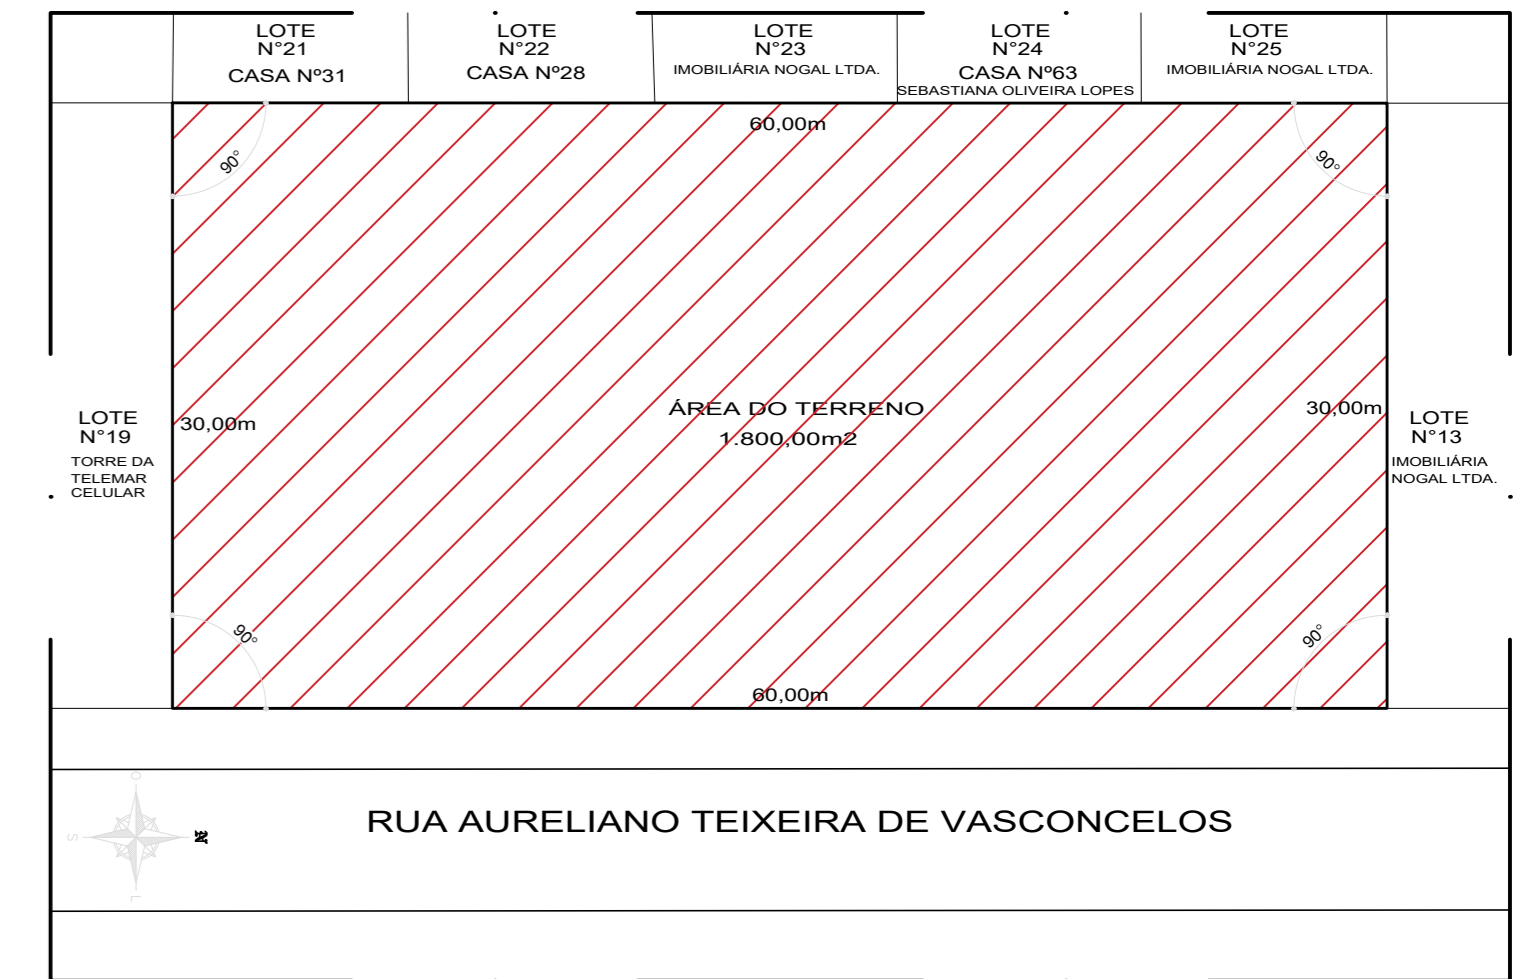 LOTE
N°21
CASA Nº31
LOTE
N°22
CASA Nº28
LOTE
N°23
IMOBILIÁRIA NOGAL LTDA.
LOTE
N°24
CASA Nº63
SEBASTIANA OLIVEIRA LOPES
LOTE
N°25
IMOBILIÁRIA NOGAL LTDA.
60,00m
90°
90°
LOTE
N°19
TORRE DA
TELEMAR
CELULAR
30,00m
ÁREA DO TERRENO
1.800,00m2
30,00m
LOTE
N°13
IMOBILIÁRIA
NOGAL LTDA.
90°
90°
60,00m
O
S
L
RUA AURELIANO TEIXEIRA DE VASCONCELOS